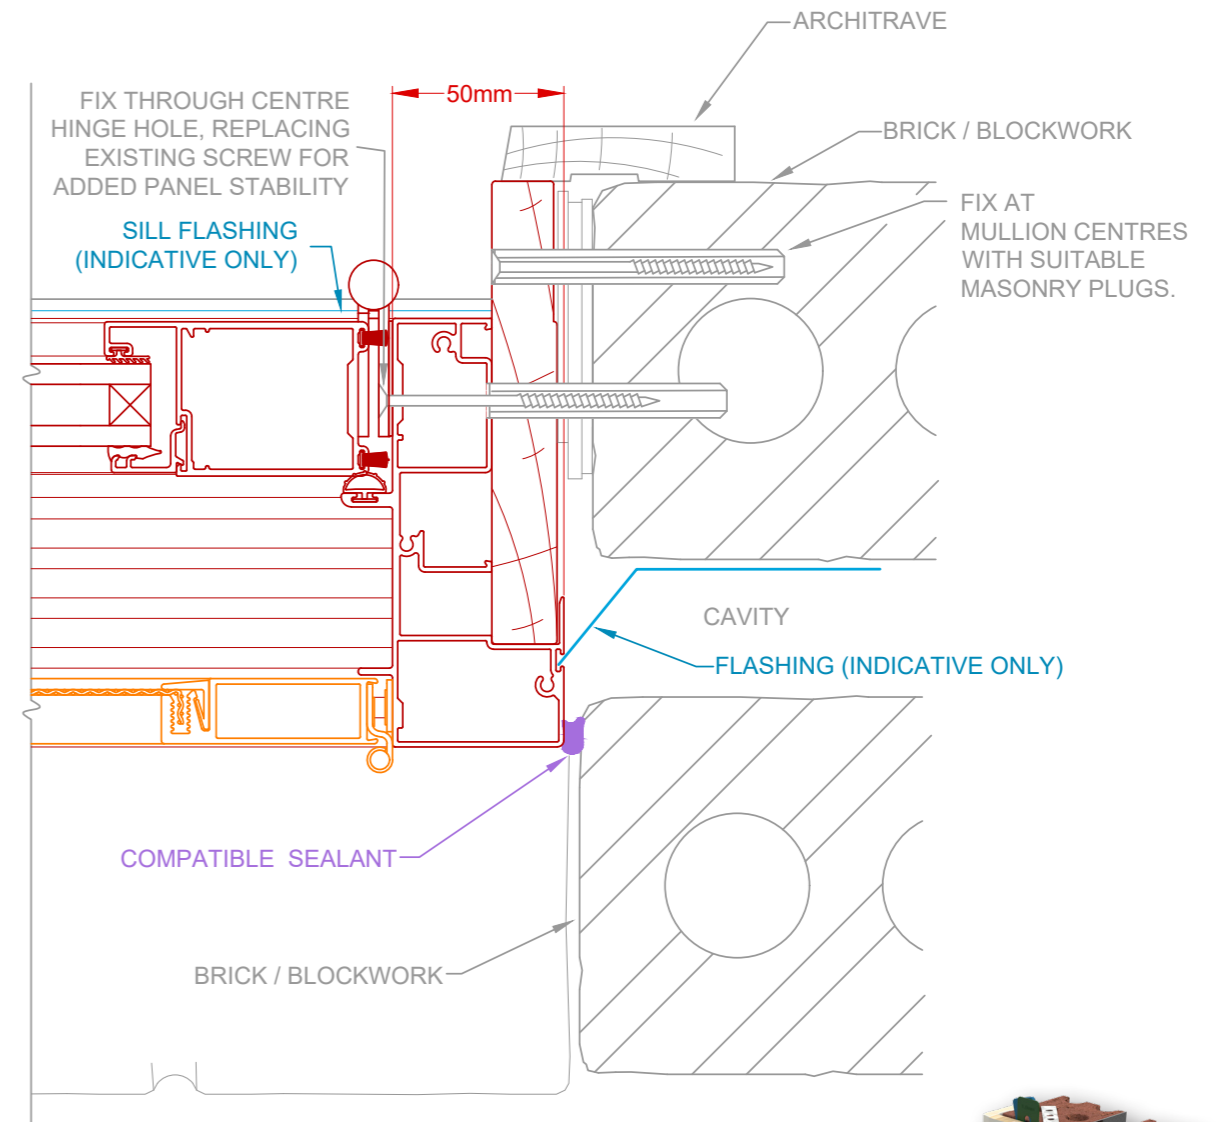 ARCHITRAVE
50mm
FIX THROUGH CENTRE
HINGE HOLE, REPLACING
EXISTING SCREW FOR
ADDED PANEL STABILITY
BRICK / BLOCKWORK
FIX AT
MULLION CENTRES
WITH SUITABLE
MASONRY PLUGS.
SILL FLASHING
(INDICATIVE ONLY)
CAVITY
FLASHING (INDICATIVE ONLY)
COMPATIBLE SEALANT
BRICK / BLOCKWORK